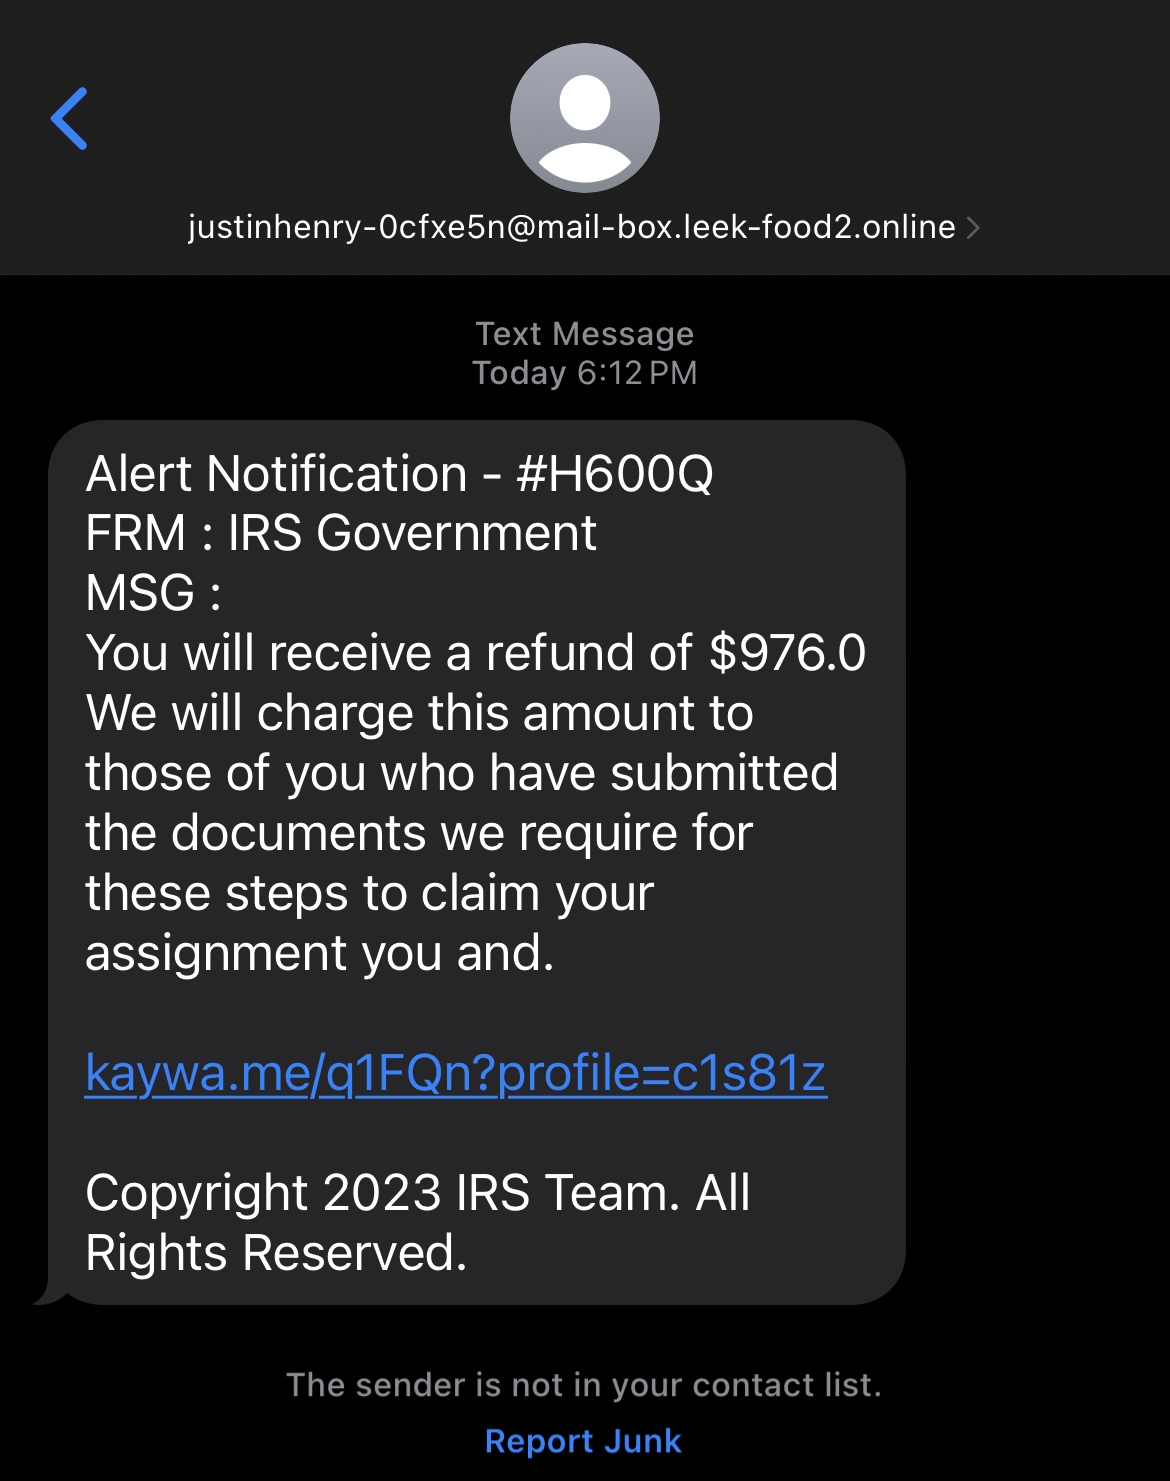 justinhenry-0cfxe5n@mail-box.leek-food2.online
Text Message
Today 6:12 PM
Alert Notification - #H600Q
FRM : IRS Government
MSG :
You will receive a refund of $976.0
We will charge this amount to
those of you who have submitted
the documents we require for
these steps to claim your
assignment you and.
kaywa.me/q1FQn?profile=c1s81z
Copyright 2023 IRS Team. All
Rights Reserved.
The sender is not in your contact list.
Report Junk